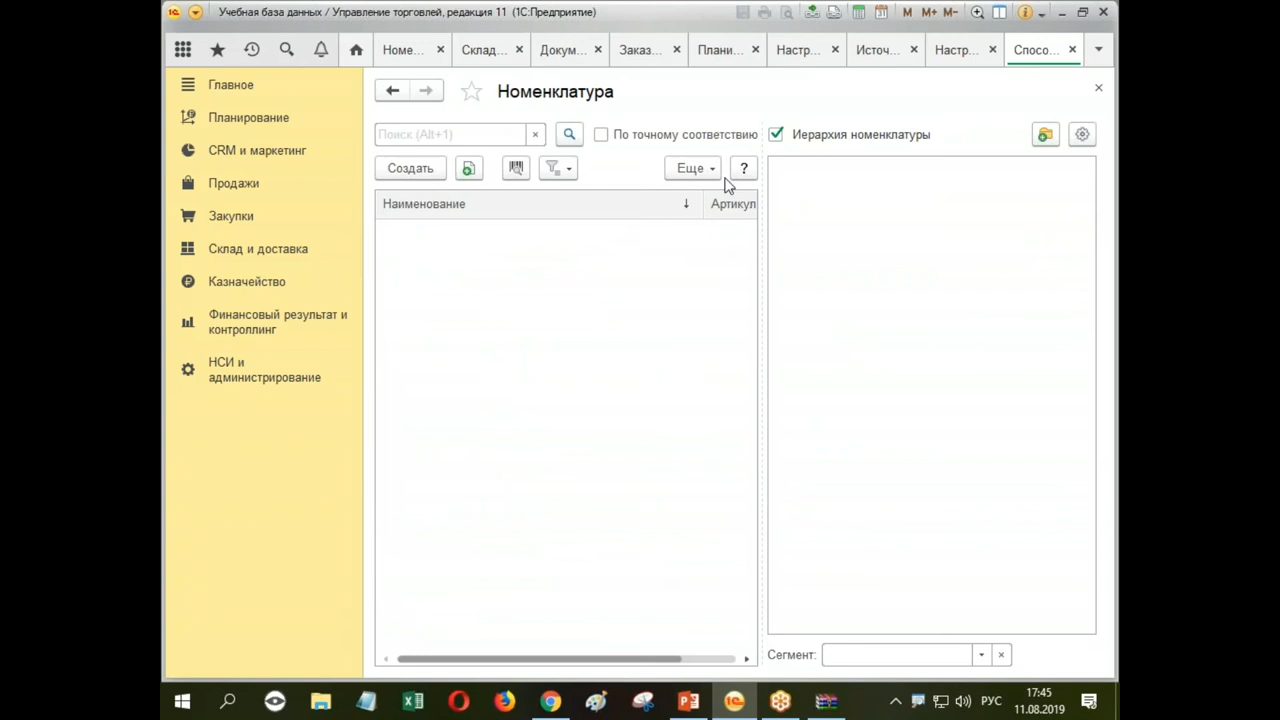 Учебная база данных / Управление торговлей, редакция 11 (1С:Предприятие)
M M+ M-
Номе... Склад... Докум... Заказ... Плани... Настр... Источ... Настр... Спосо...
Главное
Планирование
CRM и маркетинг
Продажи
Закупки
Склад и доставка
Казначейство
Финансовый результат и
контроллинг
НСИ и
администрирование
Номенклатура
Поиск (Alt+1)
По точному соответствию
Иерархия номенклатуры
Создать
Еще
?
Наименование
Артикул
Сегмент:
РУС
17:45
11.08.2019